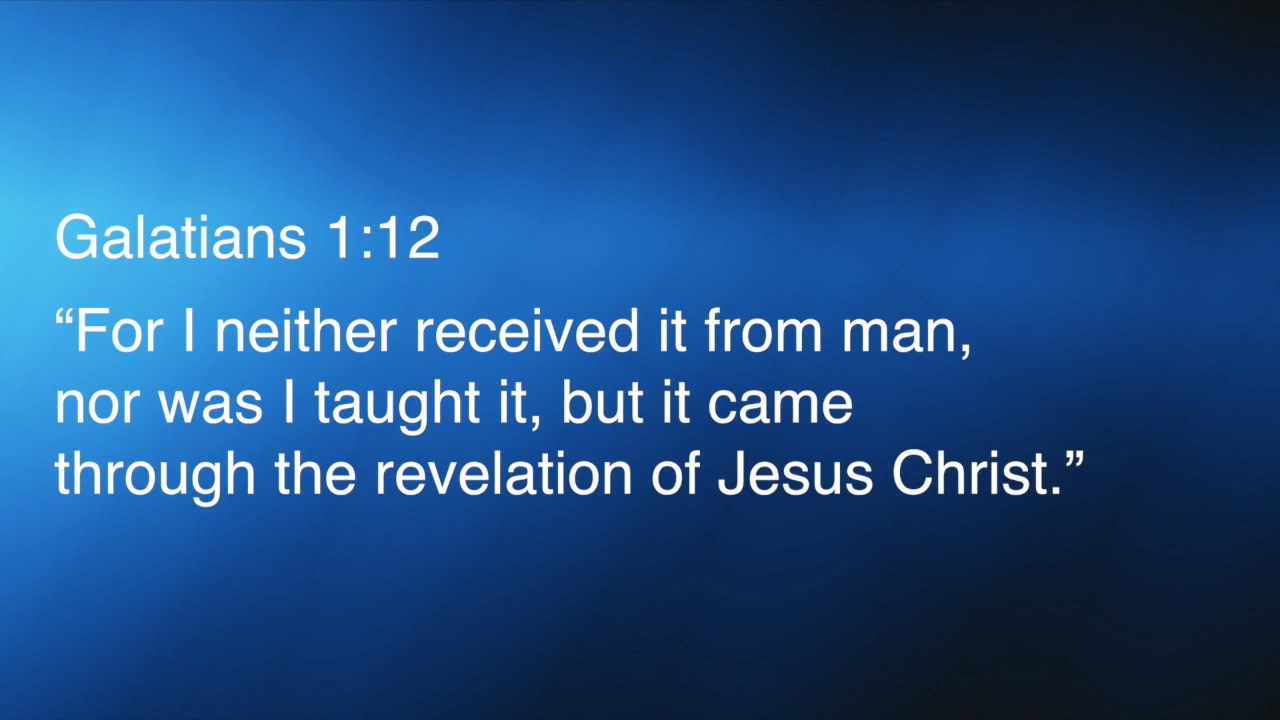 Galatians 1:12
“For I neither received it from man,
nor was I taught it, but it came
through the revelation of Jesus Christ.”